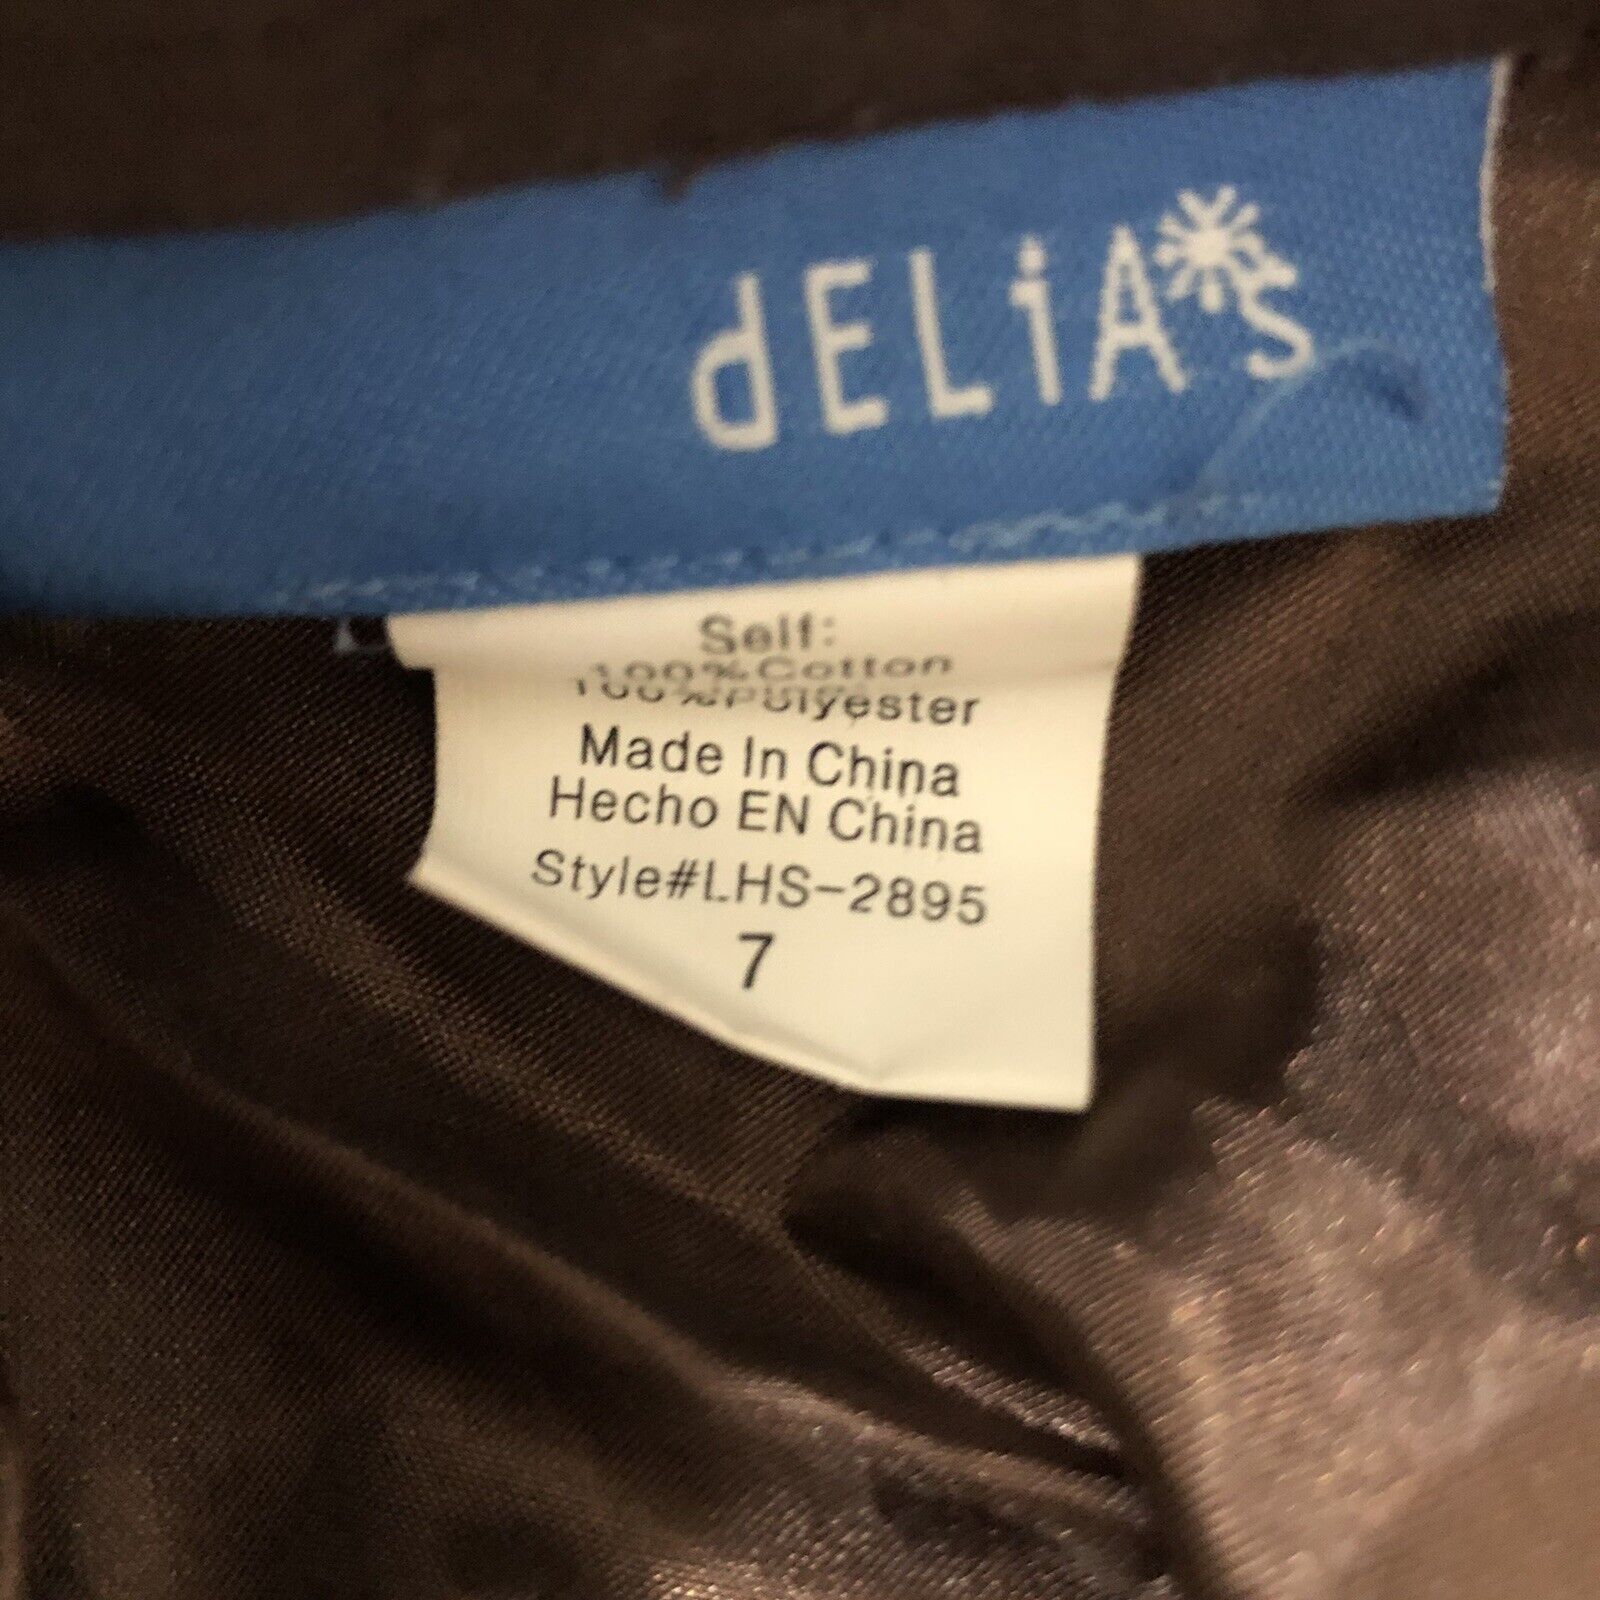 dELiA*s
Self:
100%Cotton
100%Polyester
Made In China
Hecho EN China
Style#LHS-2895
7